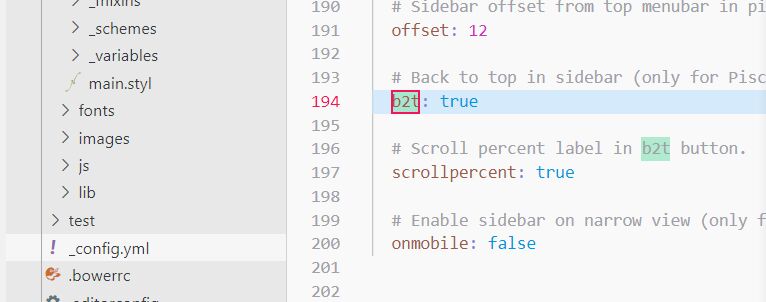 _mixins
_schemes
_variables
main.styl
fonts
images
js
lib
test
! _config.yml
.bowerrc
.editorconfig
190 # Sidebar offset from top menubar in pi
191 offset: 12
192
193 # Back to top in sidebar (only for Pisc
194 b2t: true
195
196 # Scroll percent label in b2t button.
197 scrollpercent: true
198
199 # Enable sidebar on narrow view (only f
200 onmobile: false
201
202